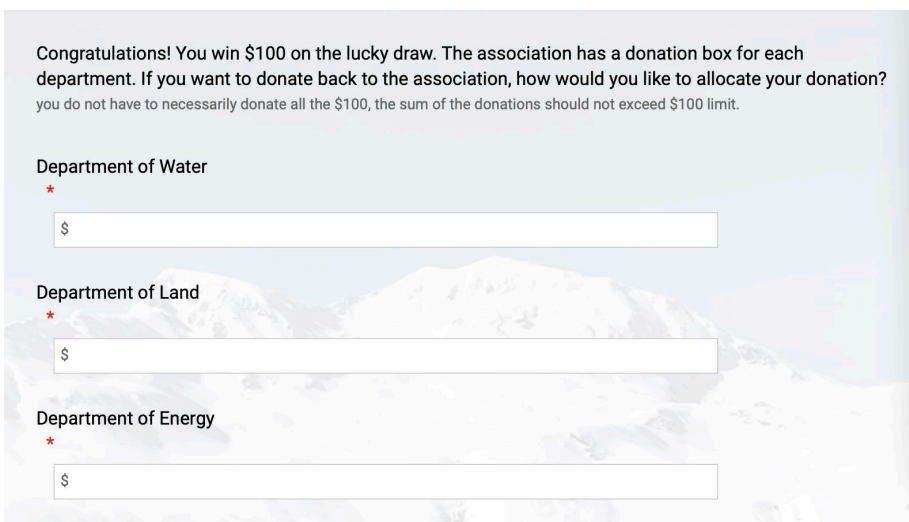 Congratulations! You win $100 on the lucky draw. The association has a donation box for each
department. If you want to donate back to the association, how would you like to allocate your donation?
you do not have to necessarily donate all the $100, the sum of the donations should not exceed $100 limit.
Department of Water
*
$
Department of Land
*
$
Department of Energy
*
$